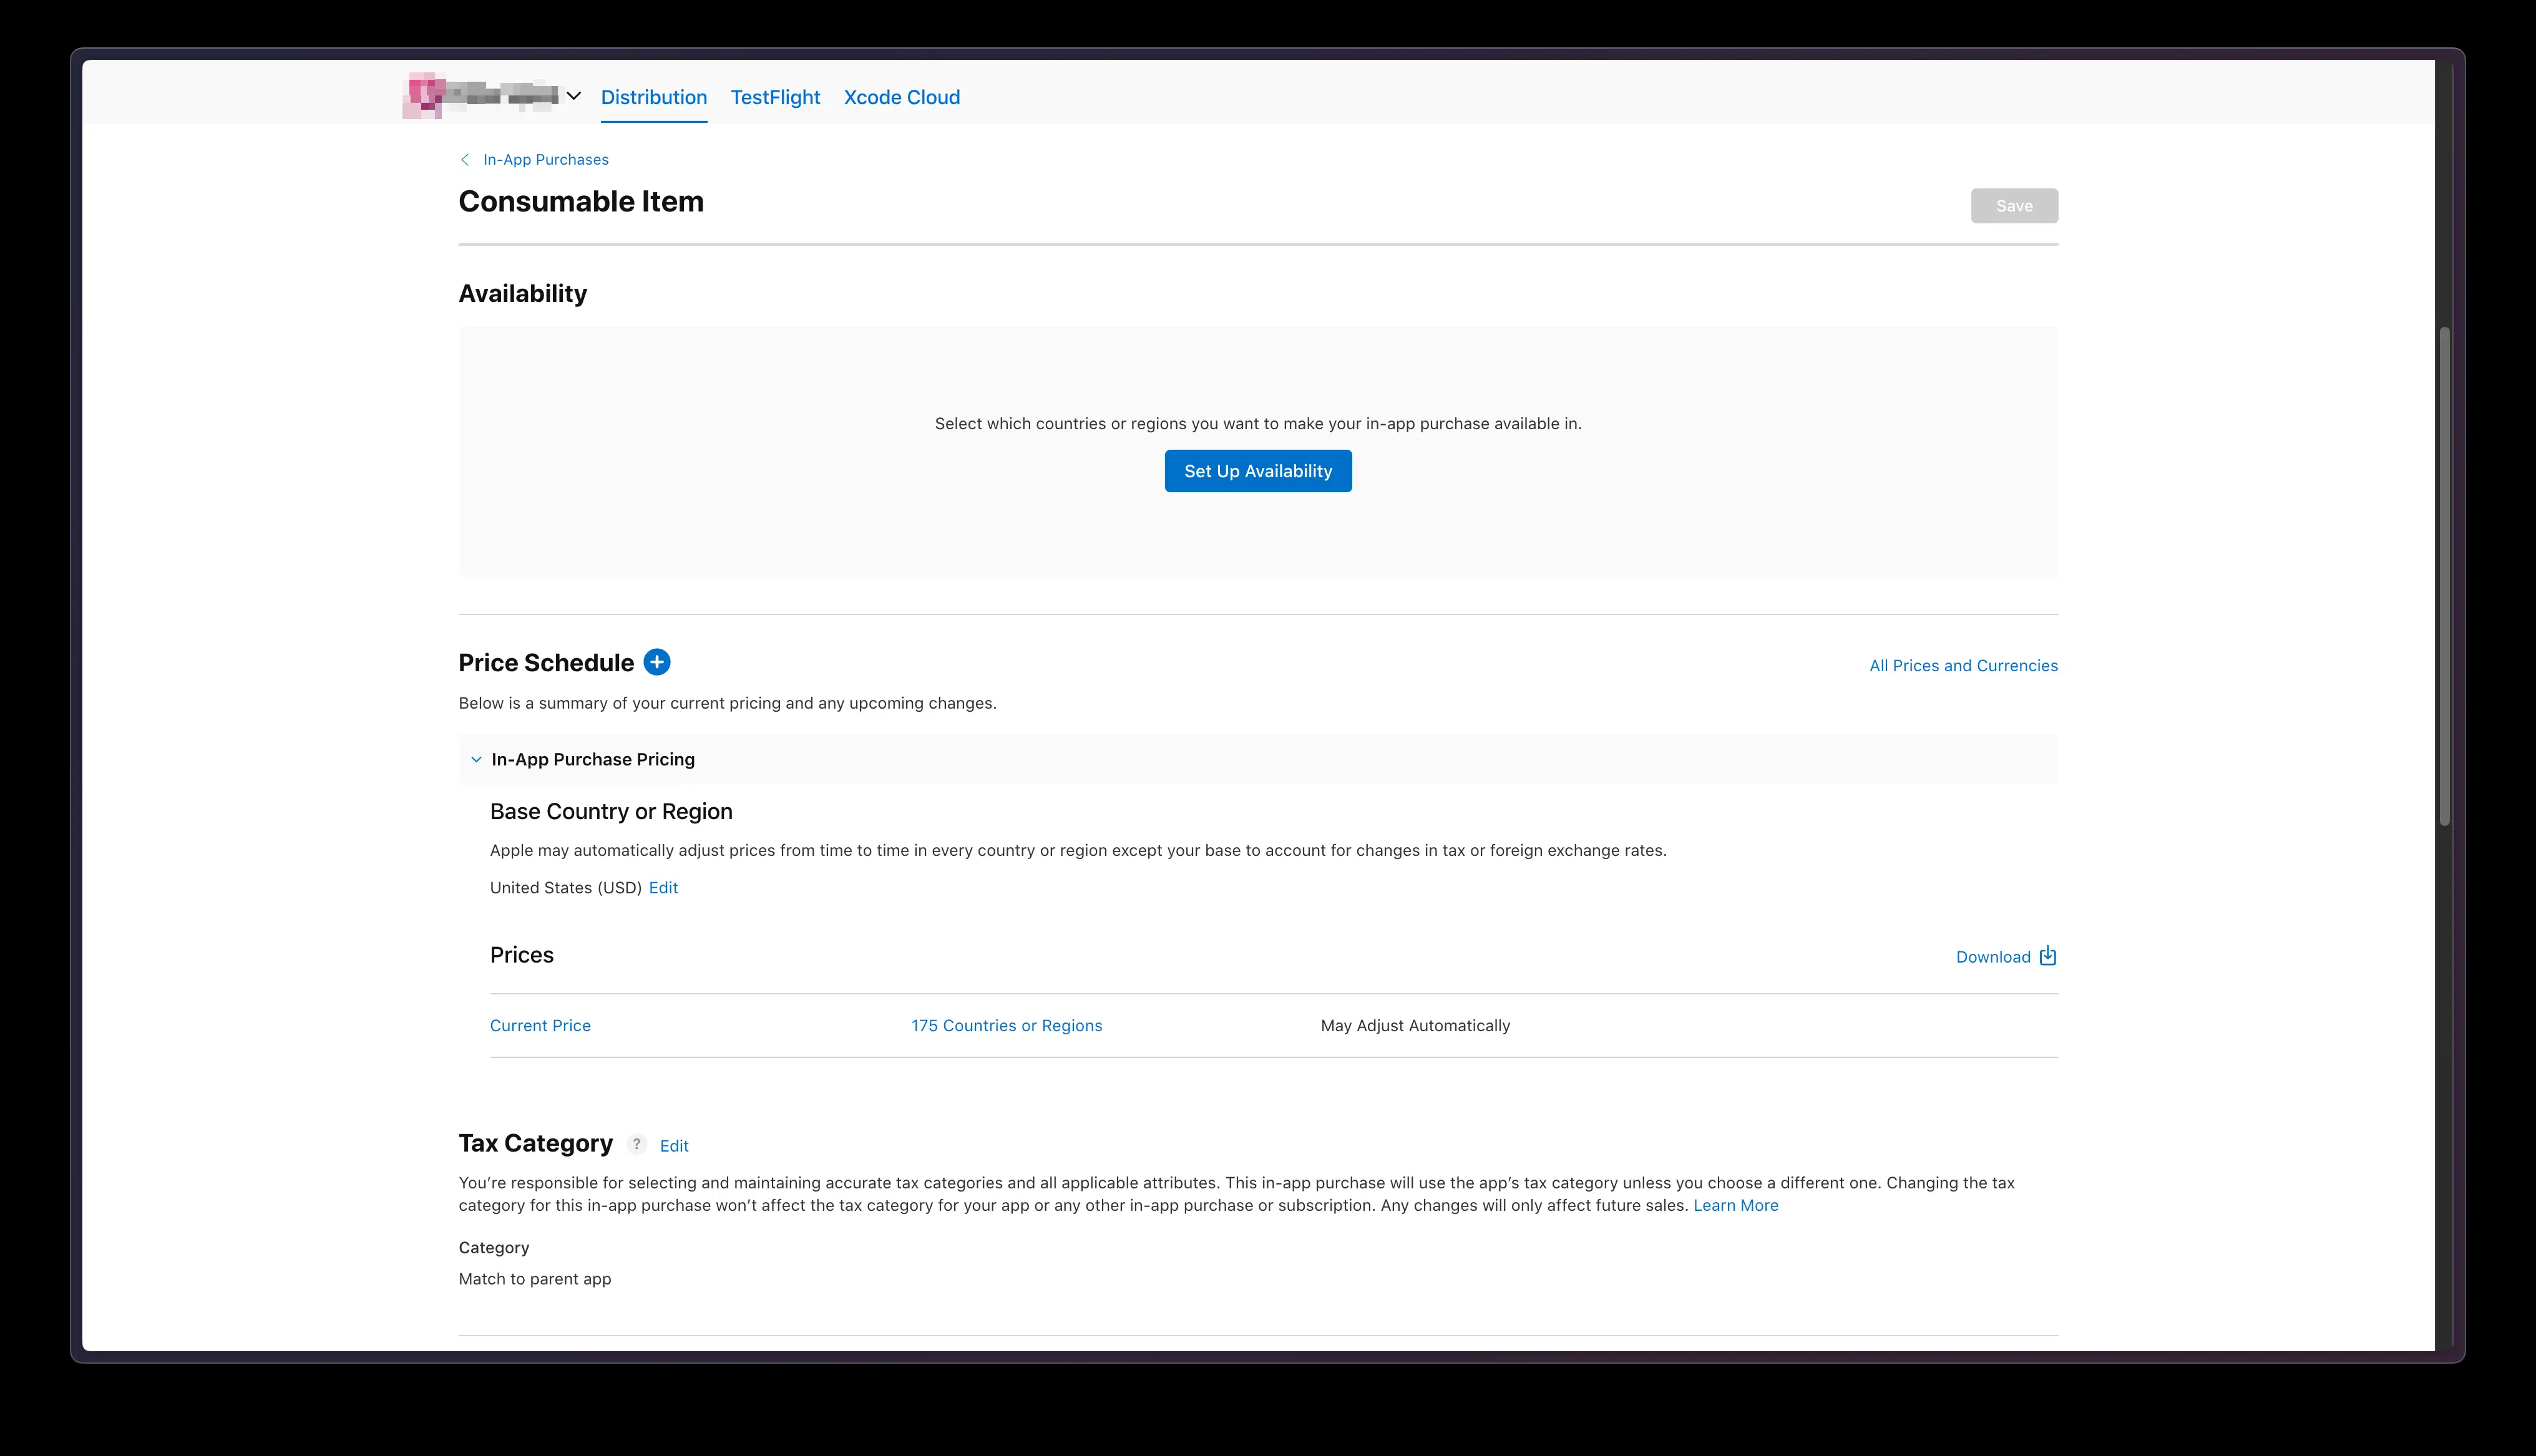 Distribution
TestFlight
Xcode Cloud
In-App Purchases
Consumable Item
Save
Availability
Select which countries or regions you want to make your in-app purchase available in.
Set Up Availability
Price Schedule
All Prices and Currencies
Below is a summary of your current pricing and any upcoming changes.
In-App Purchase Pricing
Base Country or Region
Apple may automatically adjust prices from time to time in every country or region except your base to account for changes in tax or foreign exchange rates.
United States (USD) Edit
Prices
Download
Current Price
175 Countries or Regions
May Adjust Automatically
Tax Category ? Edit
You’re responsible for selecting and maintaining accurate tax categories and all applicable attributes. This in-app purchase will use the app’s tax category unless you choose a different one. Changing the tax
category for this in-app purchase won’t affect the tax category for your app or any other in-app purchase or subscription. Any changes will only affect future sales. Learn More
Category
Match to parent app